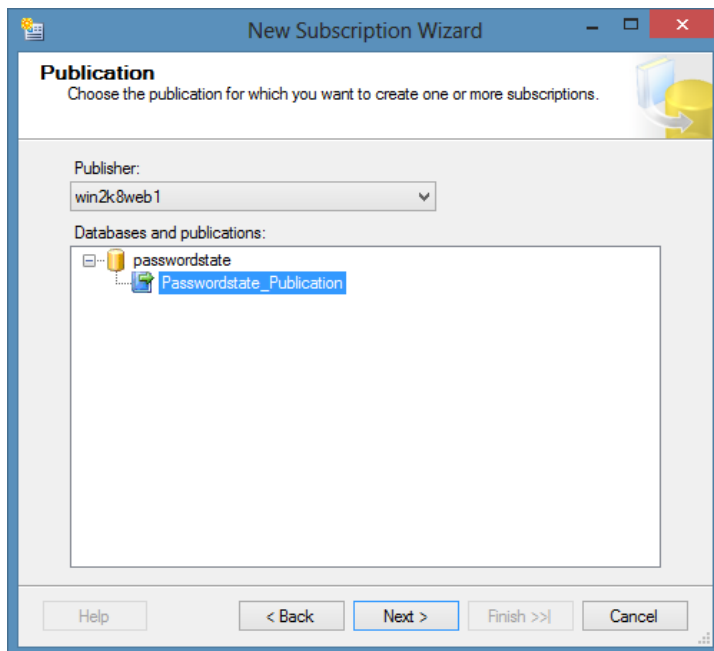 New Subscription Wizard
Publication
Choose the publication for which you want to create one or more subscriptions.
Publisher:
win2k8web1
Databases and publications:
passwordstate
Passwordstate_Publication
Help
< Back
Next >
Finish >>|
Cancel